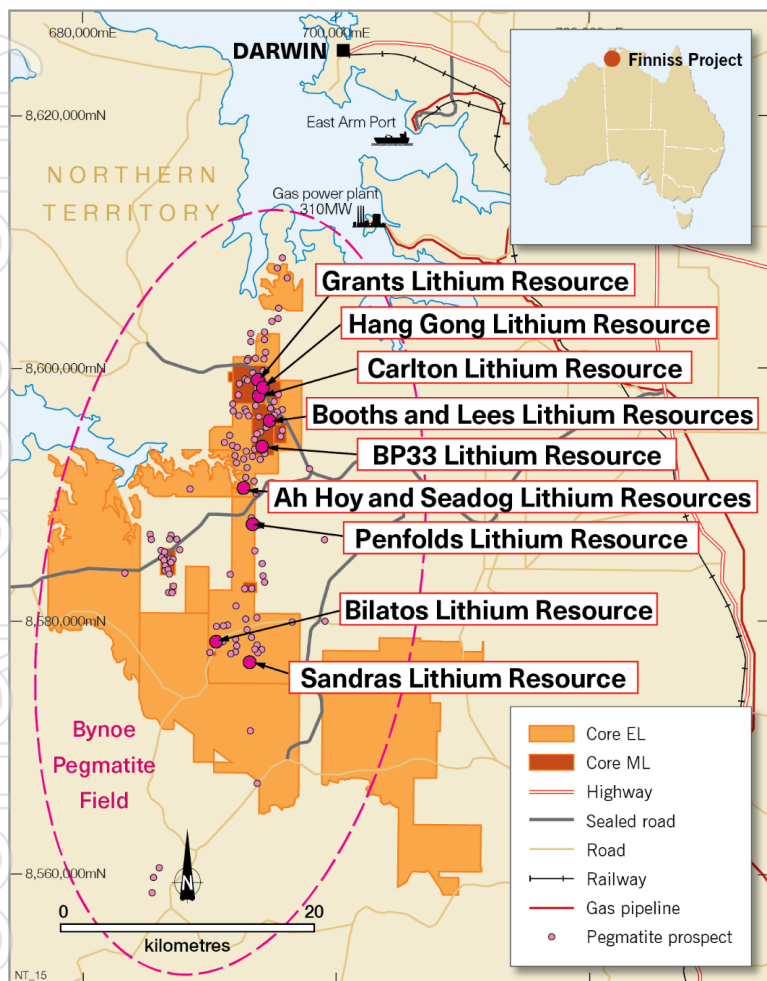 680,000mE
700,000mE
DARWIN
Finniss Project
8,620,000mN
East Arm Port
NORTHERN
TERRITORY
Gas power plant
310MW
Grants Lithium Resource
Hang Gong Lithium Resource
8,600,000mN
Carlton Lithium Resource
Booths and Lees Lithium Resources
BP33 Lithium Resource
Ah Hoy and Seadog Lithium Resources
Penfolds Lithium Resource
8,580,000mN
Bilatos Lithium Resource
Sandras Lithium Resource
Bynoe
Pegmatite
Field
Core EL
Core ML
Highway
Sealed road
Road
Railway
Gas pipeline
Pegmatite prospect
8,560,000mN
N
0 20
kilometres
NT_15